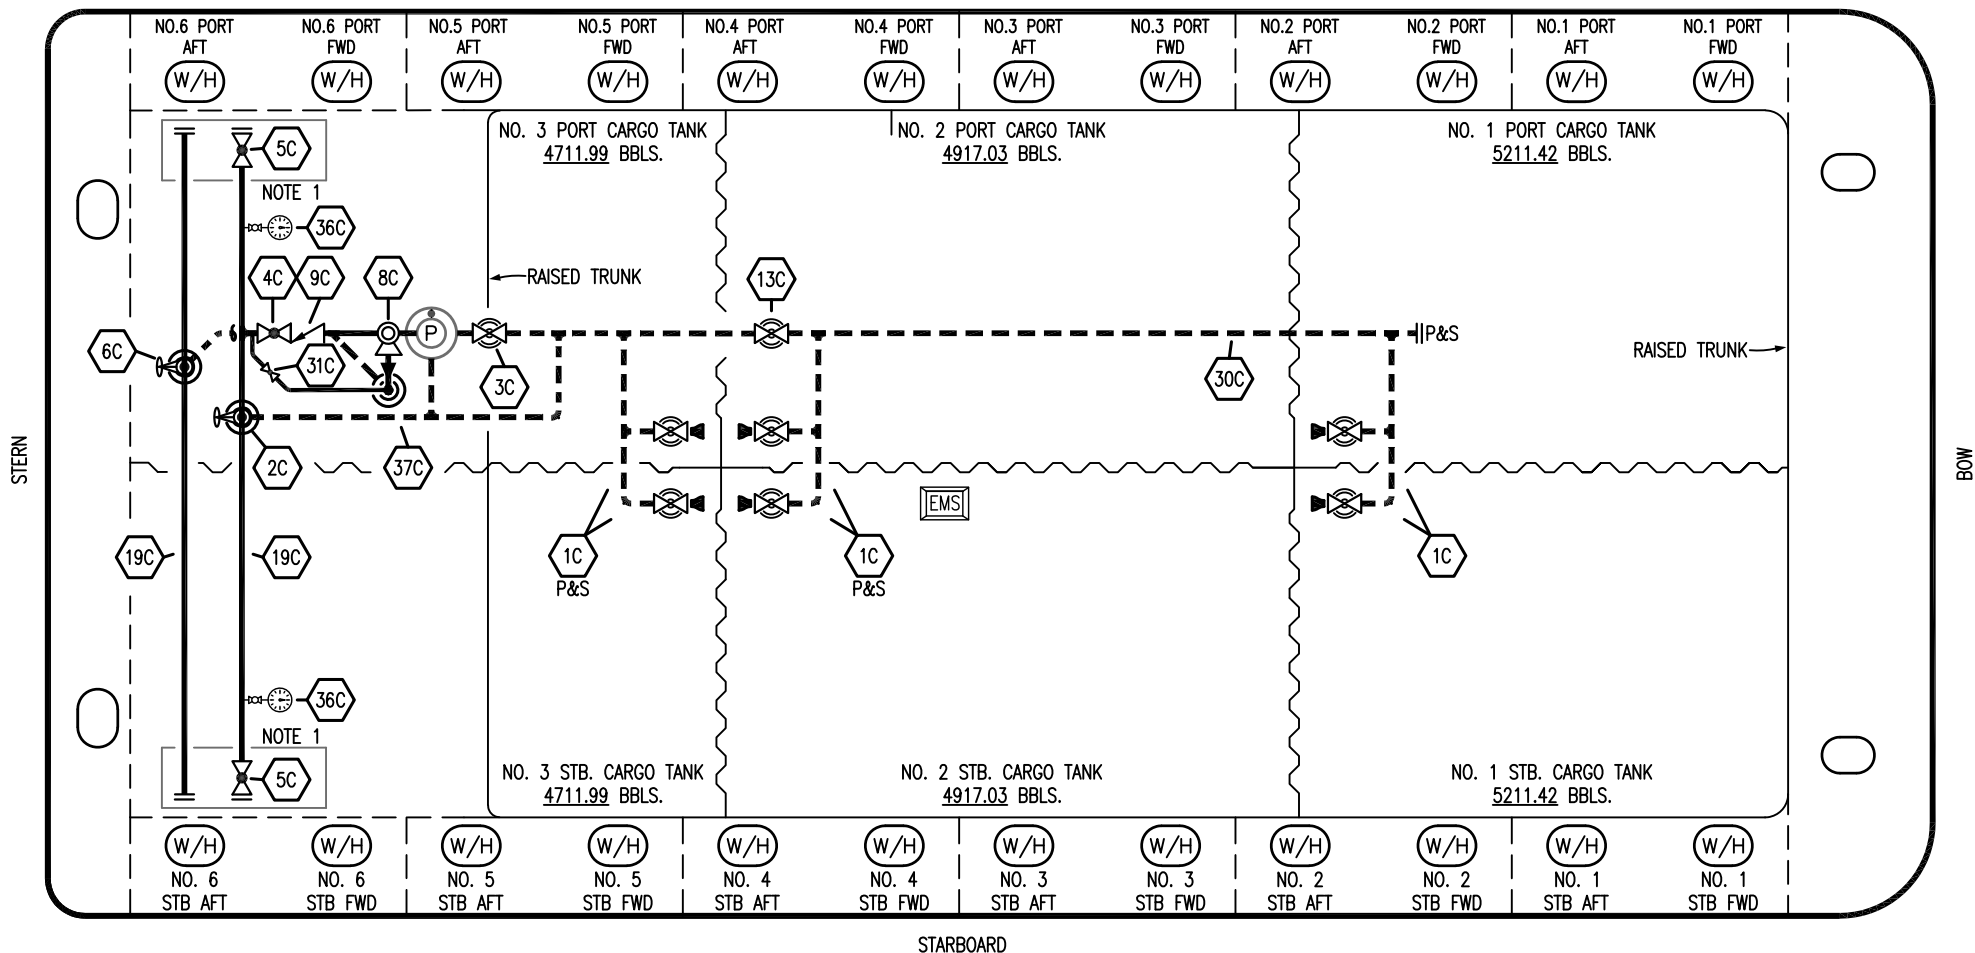 NO.6 PORT
AFT
NO.6 PORT
FWD
NO.5 PORT
AFT
NO.5 PORT
FWD
NO.4 PORT
AFT
NO.4 PORT
FWD
NO.3 PORT
AFT
NO.3 PORT
FWD
NO.2 PORT
AFT
NO.2 PORT
FWD
NO.1 PORT
AFT
NO.1 PORT
FWD
W/H
W/H
W/H
W/H
W/H
W/H
W/H
W/H
W/H
W/H
W/H
W/H
NO. 3 PORT CARGO TANK
4711.99 BBLS.
NO. 2 PORT CARGO TANK
4917.03 BBLS.
NO. 1 PORT CARGO TANK
5211.42 BBLS.
5C
NOTE 1
36C
4C
9C
8C
RAISED TRUNK
13C
P
P&S
6C
31C
3C
30C
RAISED TRUNK
2C
37C
STERN
BOW
EMS
19C
19C
1C
P&S
1C
P&S
1C
36C
NOTE 1
5C
NO. 3 STB. CARGO TANK
4711.99 BBLS.
NO. 2 STB. CARGO TANK
4917.03 BBLS.
NO. 1 STB. CARGO TANK
5211.42 BBLS.
W/H
W/H
W/H
W/H
W/H
W/H
W/H
W/H
W/H
W/H
W/H
W/H
NO. 6
STB AFT
NO. 6
STB FWD
NO. 5
STB AFT
NO. 5
STB FWD
NO. 4
STB AFT
NO. 4
STB FWD
NO. 3
STB AFT
NO. 3
STB FWD
NO. 2
STB AFT
NO. 2
STB FWD
NO. 1
STB AFT
NO. 1
STB FWD
STARBOARD